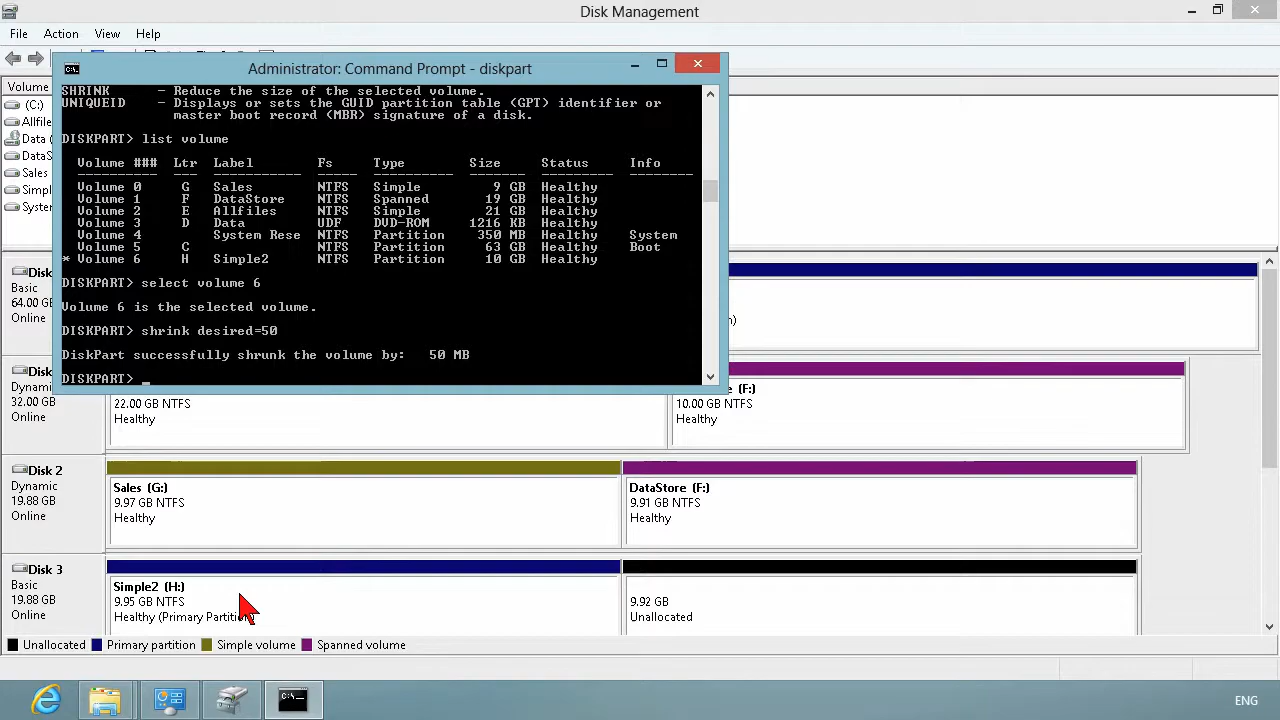 Disk Management
File Action View Help
Administrator: Command Prompt - diskpart
SHRINK - Reduce the size of the selected volume.
UNIQUEID - Displays or sets the GUID partition table (GPT) identifier or
master boot record (MBR) signature of a disk.
DISKPART> list volume
Volume ### Ltr Label Fs Type Size Status Info
---------- --- ----------- ----- ---------- ------- --------- --------
Volume 0 G Sales NTFS Simple 9 GB Healthy
Volume 1 F DataStore NTFS Spanned 19 GB Healthy
Volume 2 E Allfiles NTFS Simple 21 GB Healthy
Volume 3 D Data UDF DVD-ROM 1216 KB Healthy
Volume 4 System Rese NTFS Partition 350 MB Healthy System
Volume 5 C NTFS Partition 63 GB Healthy Boot
* Volume 6 H Simple2 NTFS Partition 10 GB Healthy
DISKPART> select volume 6
Volume 6 is the selected volume.
DISKPART> shrink desired=50
DiskPart successfully shrunk the volume by: 50 MB
DISKPART>
Volume
(C:)
Allfile
Data (
DataS
Sales
Simpl
System
Disk
Basic
64.00 GB
Online
Disk
Dynamic
32.00 GB
Online
22.00 GB NTFS
Healthy
(F:)
10.00 GB NTFS
Healthy
Disk 2
Dynamic
19.88 GB
Online
Sales (G:)
9.97 GB NTFS
Healthy
DataStore (F:)
9.91 GB NTFS
Healthy
Disk 3
Basic
19.88 GB
Online
Simple2 (H:)
9.95 GB NTFS
Healthy (Primary Partition)
9.92 GB
Unallocated
Unallocated Primary partition Simple volume Spanned volume
ENG